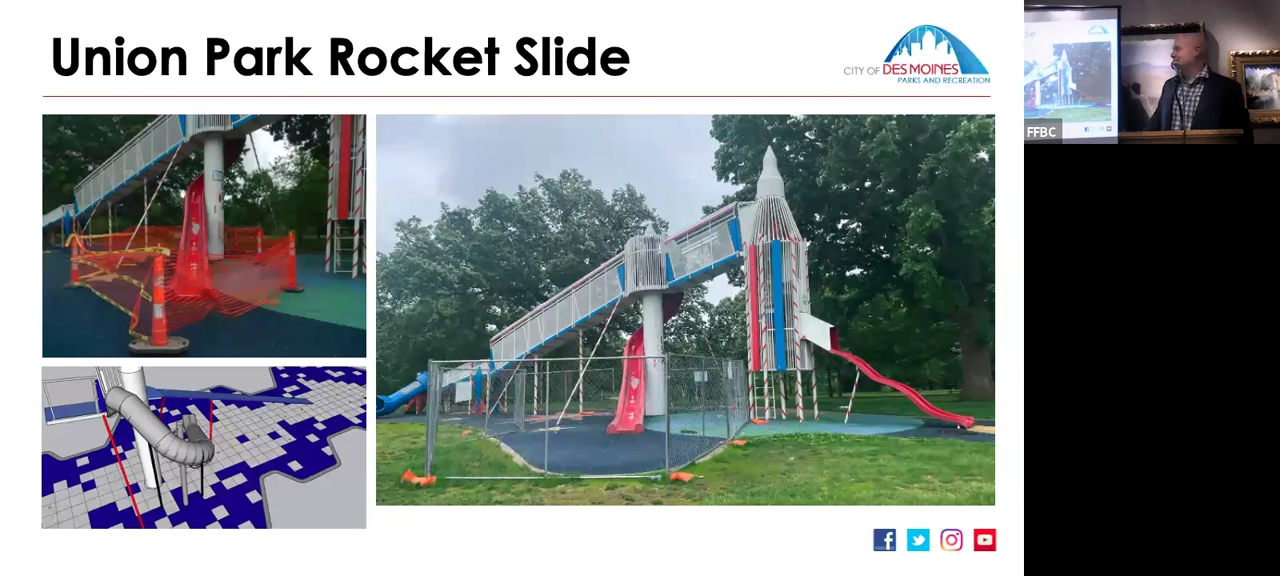 Union Park Rocket Slide
CITY OF DES MOINES
PARKS AND RECREATION
FFBC